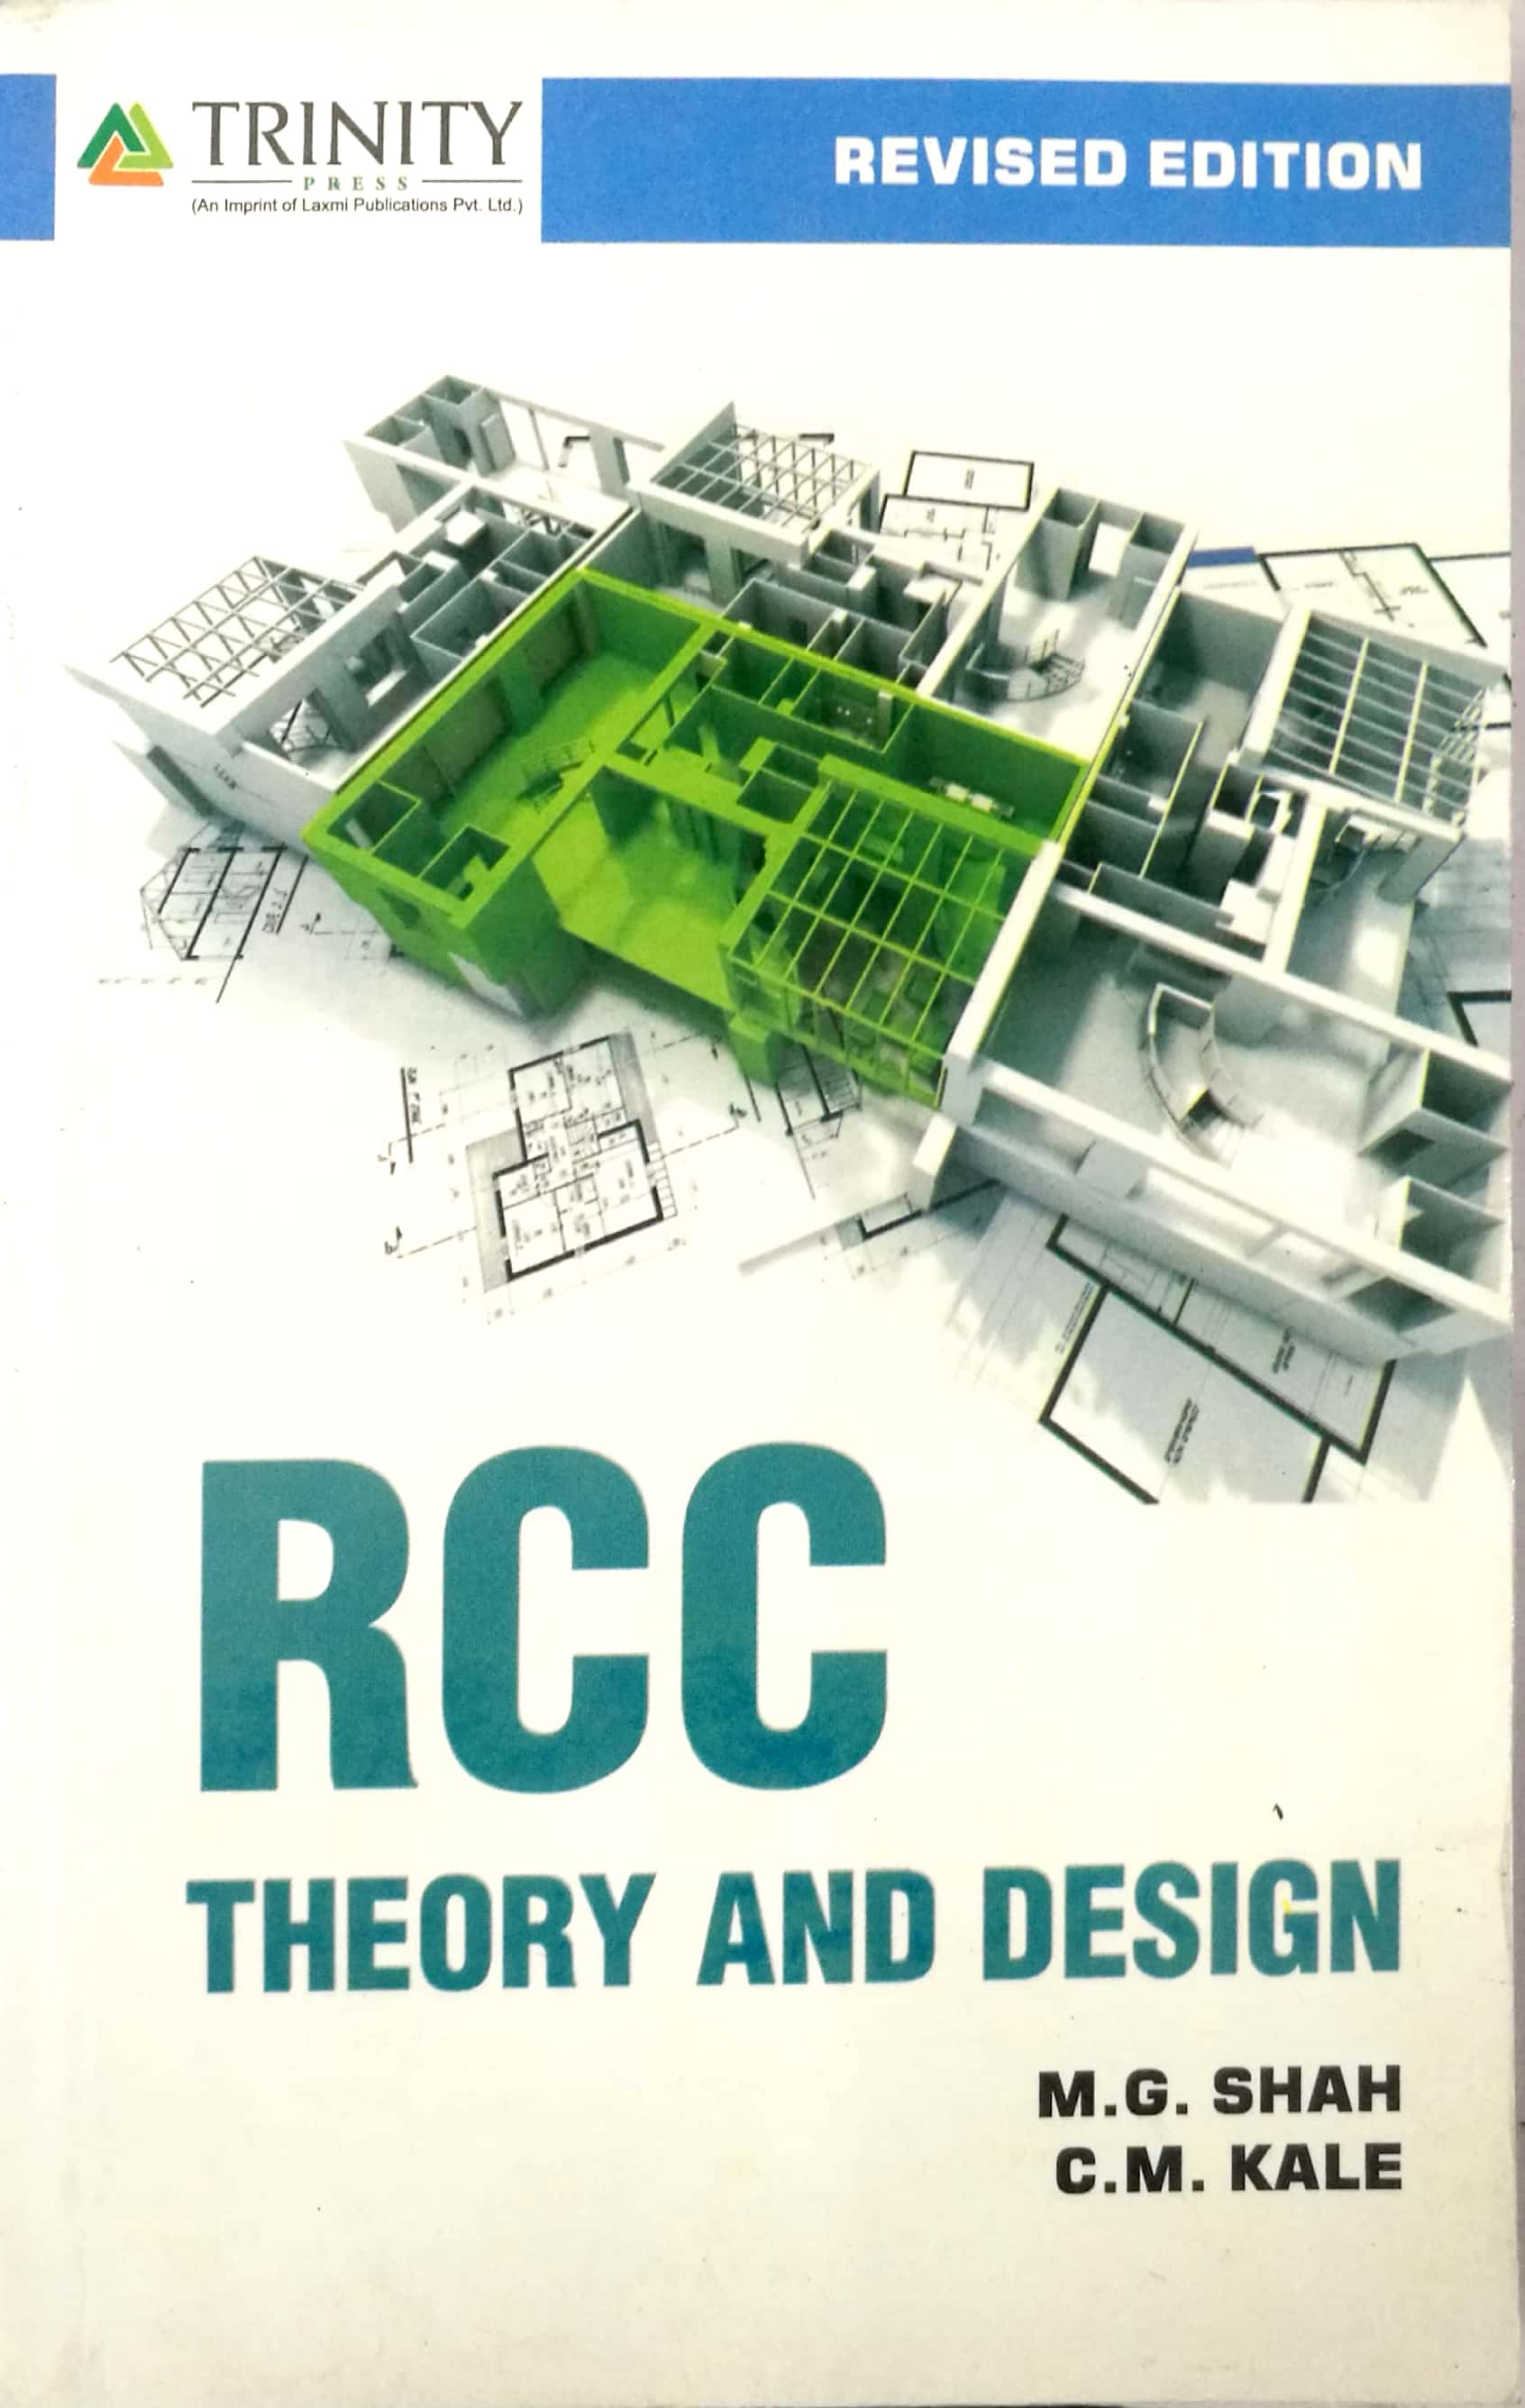 TRINITY
PRESS
(An Imprint of Laxmi Publications Pvt. Ltd.)
REVISED EDITION
RCC
THEORY AND DESIGN
M.G. SHAH
C.M. KALE